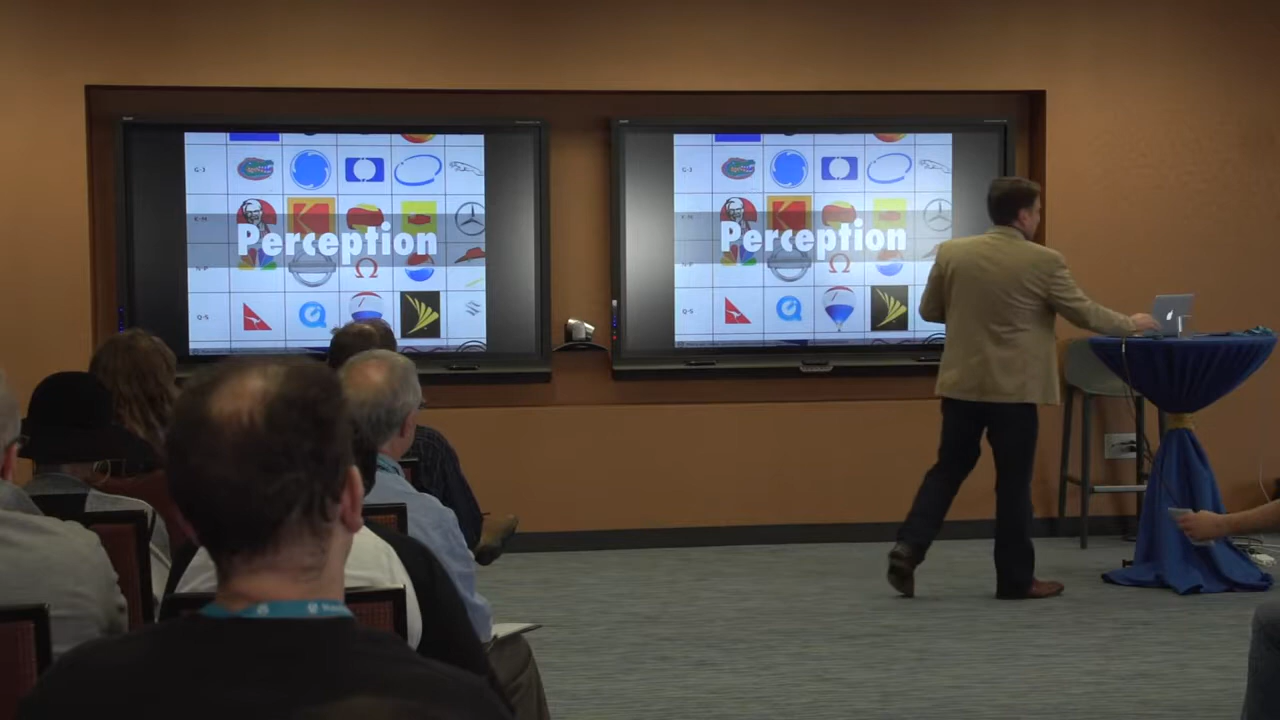 G-J
K-M
Perception
N-P
Q-S
G-J
K-M
Perception
N-P
Q-S